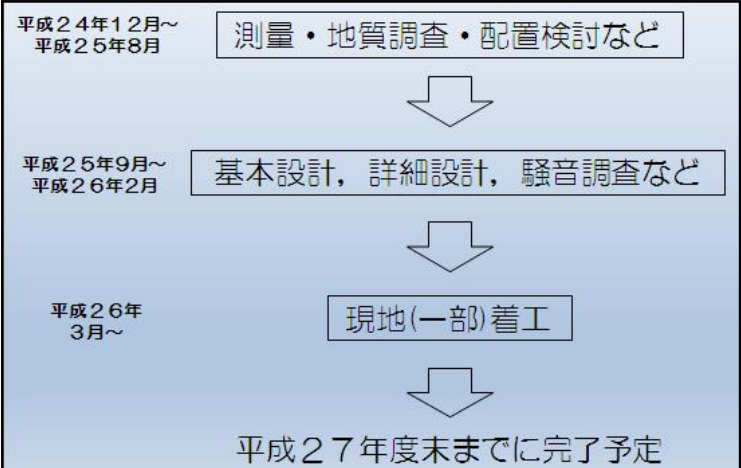 平成24年12月~
平成25年8月
測量・地質調査・配置検討など
平成25年9月~
平成26年2月
基本設計,詳細設計,騒音調査など
平成26年
3月~
現地(一部)着工
平成27年度末までに完了予定